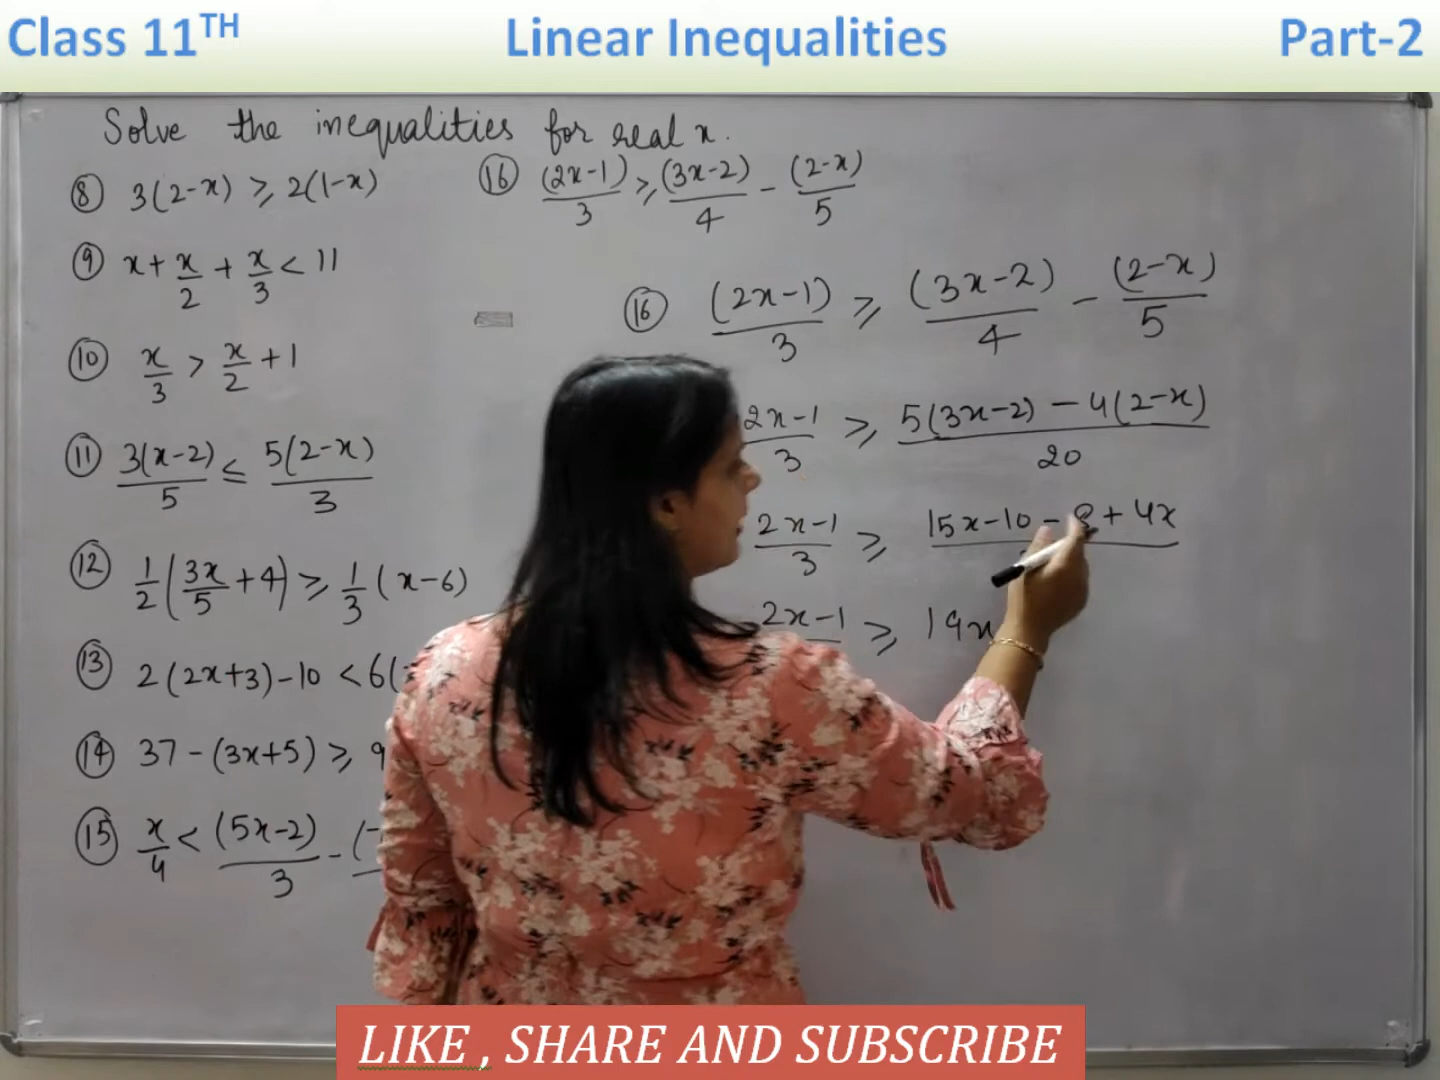 Class 11TH Linear Inequalities Part-2
Solve the inequalities for real x.
⑧ 3(2-x) ≥ 2(1-x)
⑨ x + x/2 + x/3 < 11
⑩ x/3 > x/2 + 1
⑪ 3(x-2)/5 ≤ 5(2-x)/3
⑫ 1/2 (3x/5 + 4) ≥ 1/3 (x-6)
⑬ 2(2x+3)-10 < 6(
⑭ 37-(3x+5) ≥ 9
⑮ x/4 < (5x-2)/3 - (
⑯ (2x-1)/3 ≥ (3x-2)/4 - (2-x)/5
⑯ (2x-1)/3 ≥ (3x-2)/4 - (2-x)/5
2x-1/3 ≥ 5(3x-2) - 4(2-x)/20
2x-1/3 ≥ 15x-10-8+4x
2x-1 ≥ 19x
LIKE , SHARE AND SUBSCRIBE